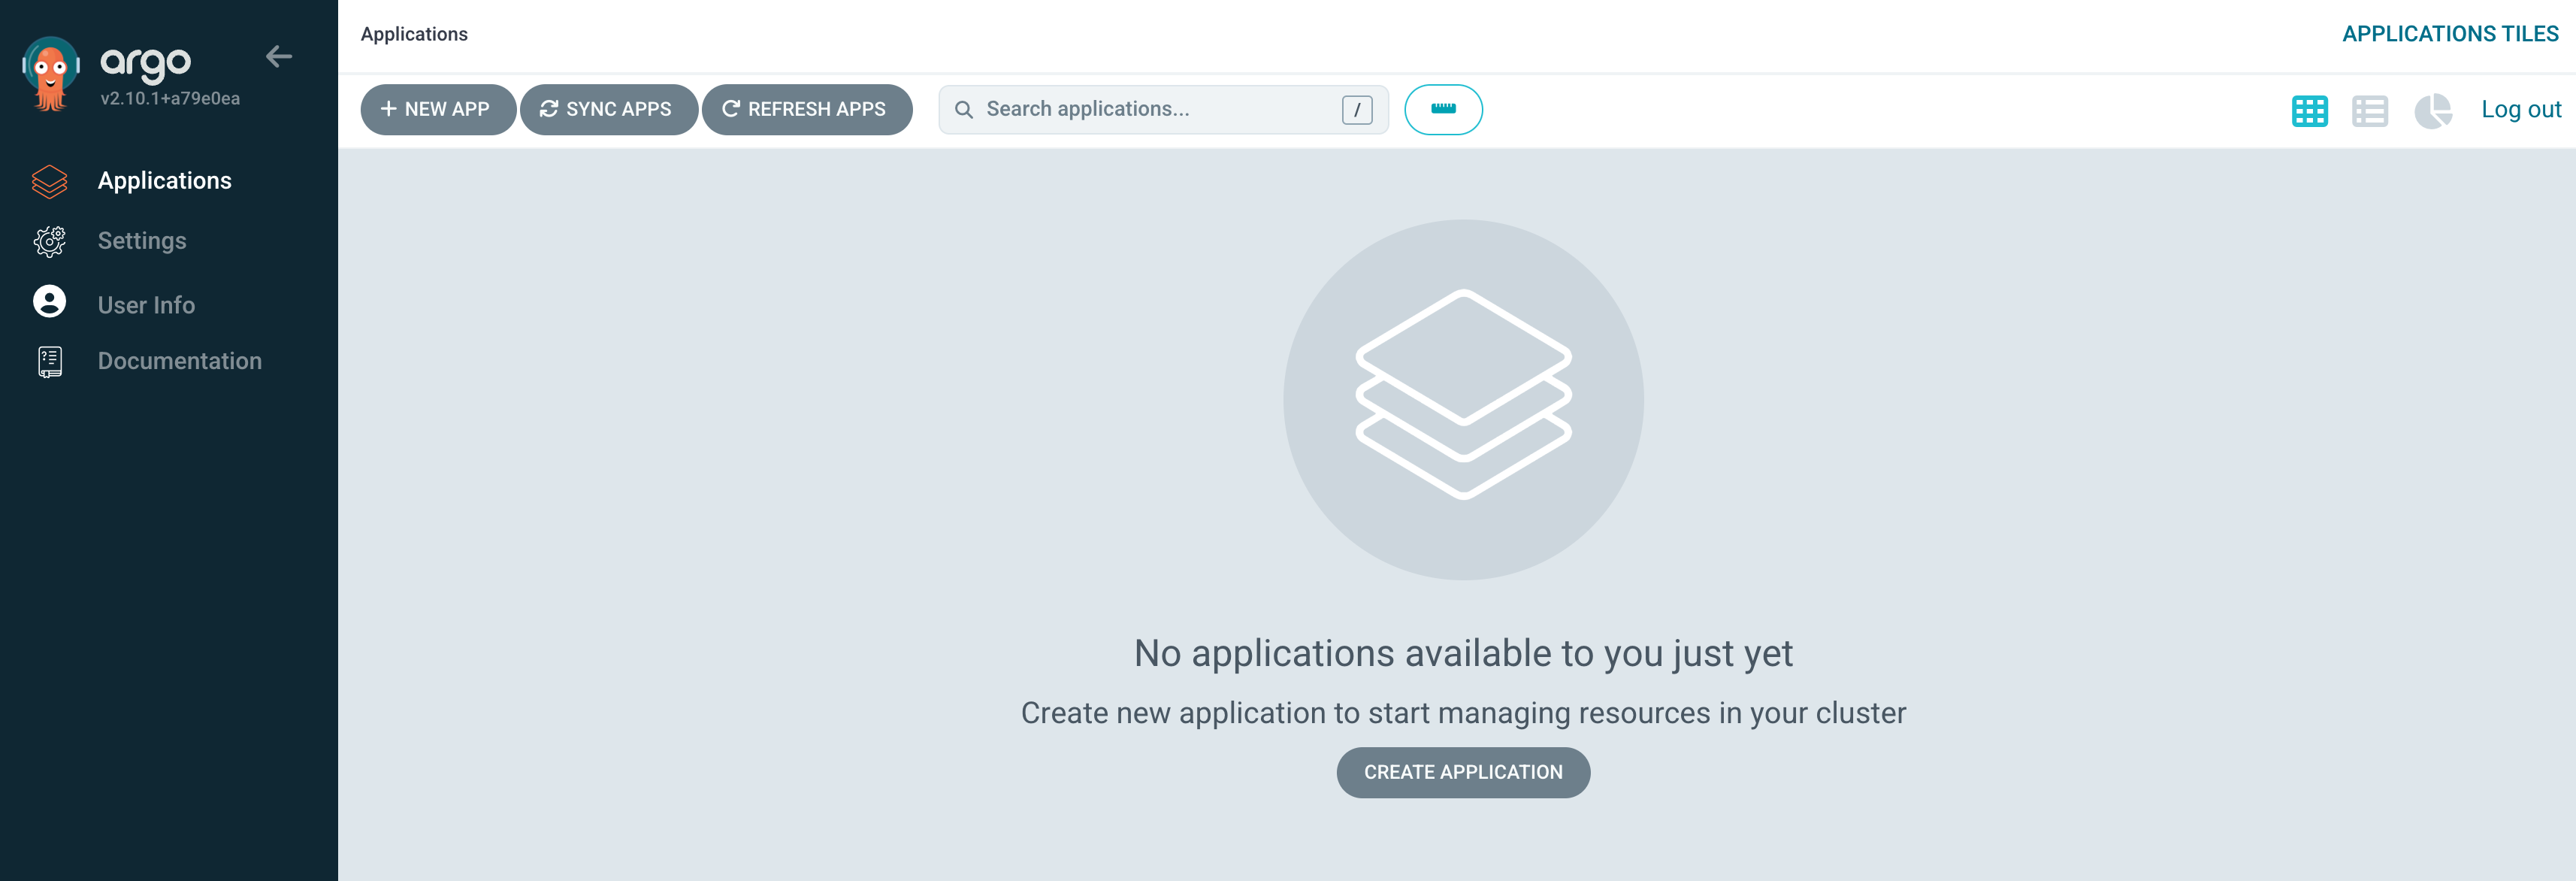 argo
v2.10.1+a79e0ea
Applications
Settings
User Info
Documentation
Applications
APPLICATIONS TILES
NEW APP
SYNC APPS
REFRESH APPS
Search applications...
/
Log out
No applications available to you just yet
Create new application to start managing resources in your cluster
CREATE APPLICATION